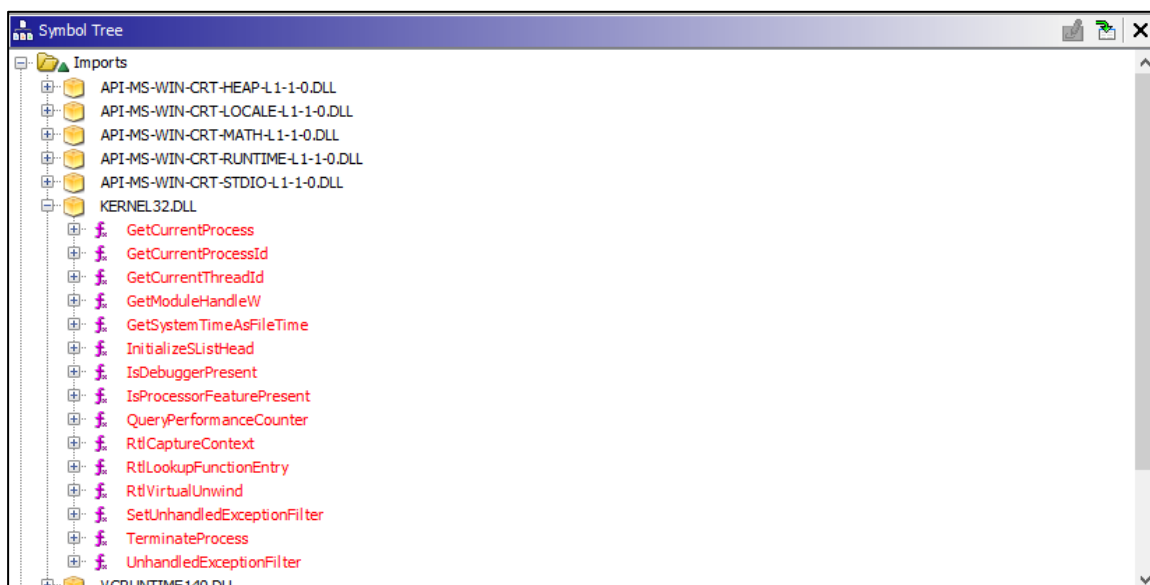 Symbol Tree
Imports
API-MS-WIN-CRT-HEAP-L1-1-0.DLL
API-MS-WIN-CRT-LOCALE-L1-1-0.DLL
API-MS-WIN-CRT-MATH-L1-1-0.DLL
API-MS-WIN-CRT-RUNTIME-L1-1-0.DLL
API-MS-WIN-CRT-STDIO-L1-1-0.DLL
KERNEL32.DLL
GetCurrentProcess
GetCurrentProcessId
GetCurrentThreadId
GetModuleHandleW
GetSystemTimeAsFileTime
InitializeSListHead
IsDebuggerPresent
IsProcessorFeaturePresent
QueryPerformanceCounter
RtlCaptureContext
RtlLookupFunctionEntry
RtlVirtualUnwind
SetUnhandledExceptionFilter
TerminateProcess
UnhandledExceptionFilter
VCRUNTIME140.DLL